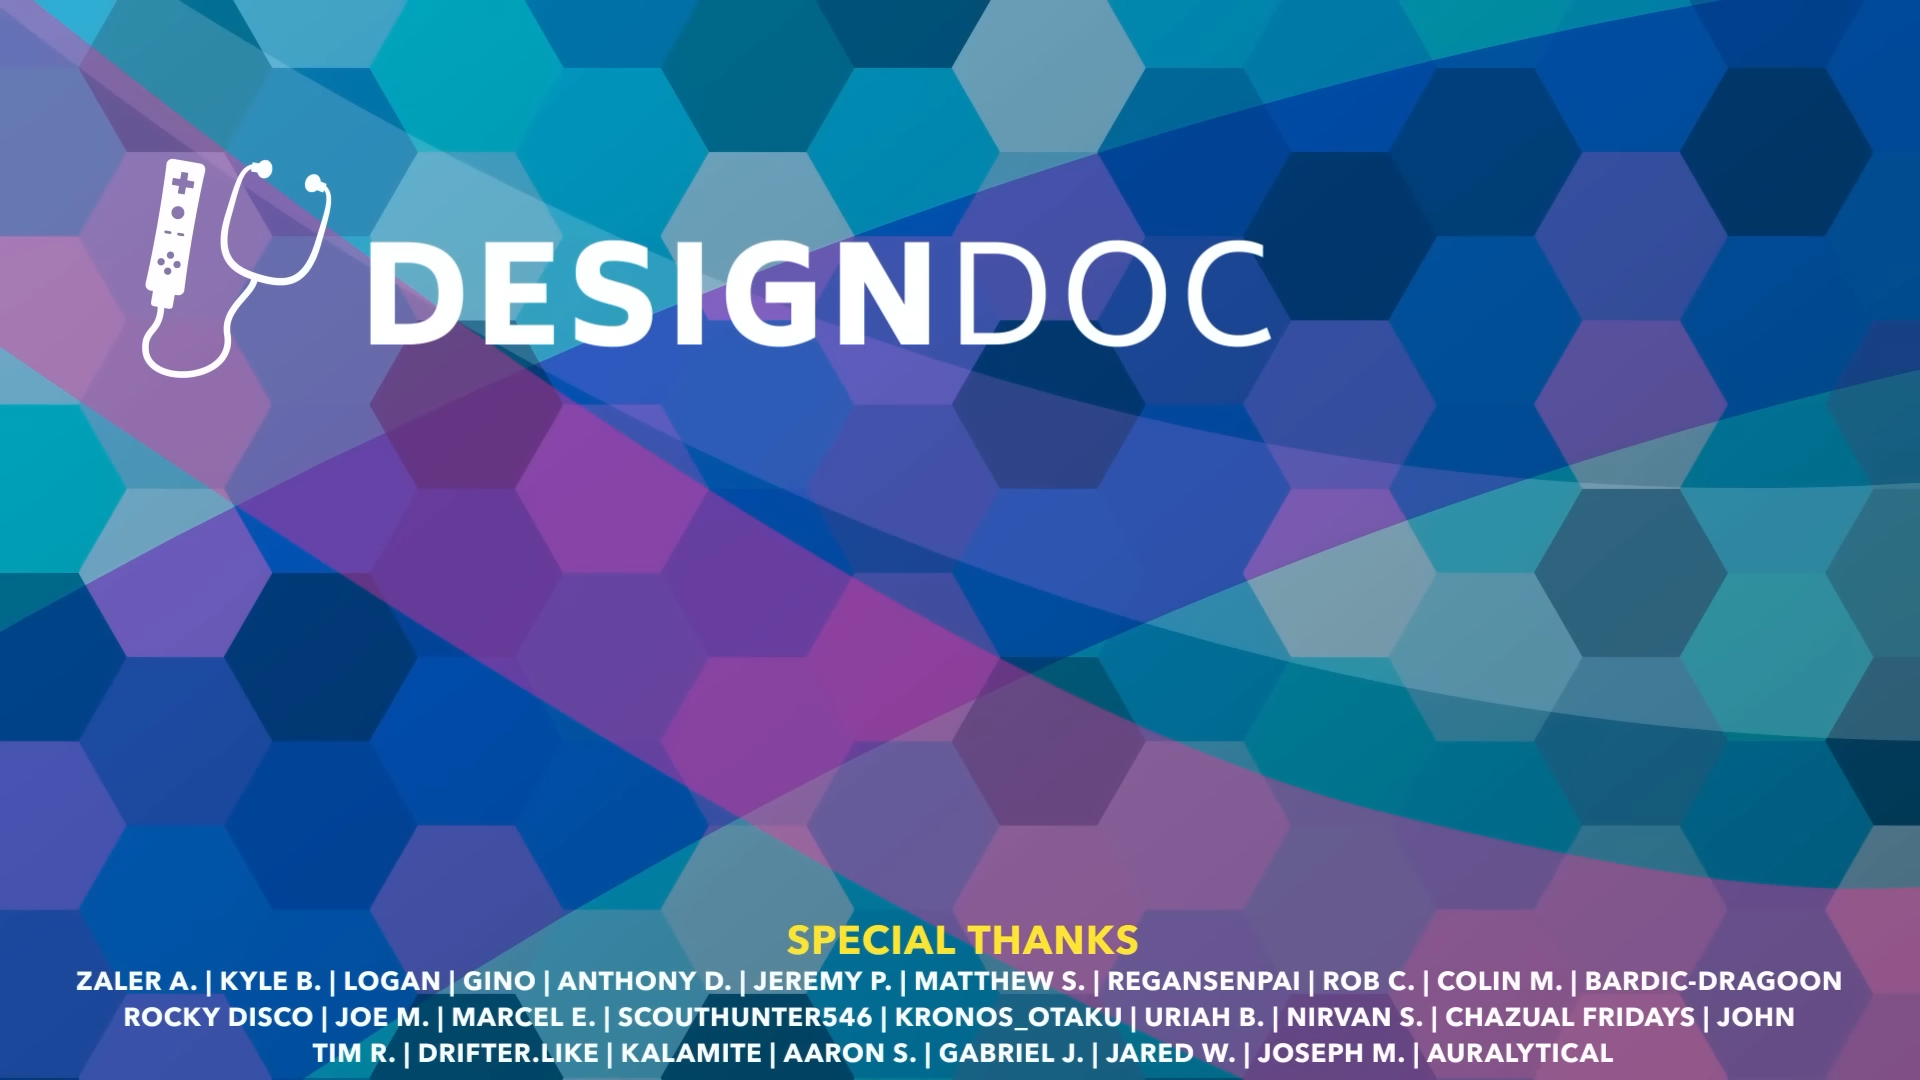 DESIGNDOC
SPECIAL THANKS
ZALER A. | KYLE B. | LOGAN | GINO | ANTHONY D. | JEREMY P. | MATTHEW S. | REGANSENPAI | ROB C. | COLIN M. | BARDIC-DRAGOON
ROCKY DISCO | JOE M. | MARCEL E. | SCOUTHUNTER546 | KRONOS_OTAKU | URIAH B. | NIRVAN S. | CHAZUAL FRIDAYS | JOHN
TIM R. | DRIFTER.LIKE | KALAMITE | AARON S. | GABRIEL J. | JARED W. | JOSEPH M. | AURALYTICAL